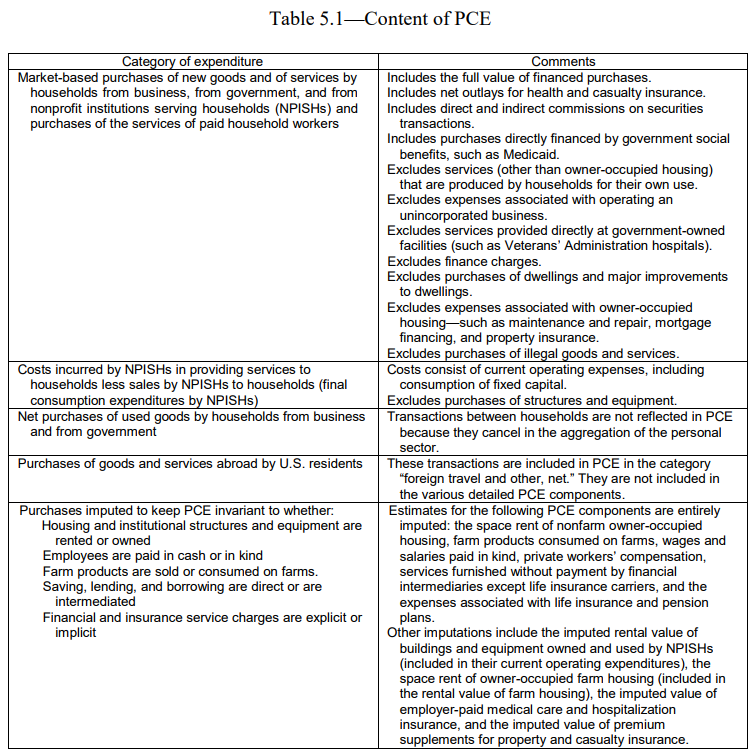 Table 5.1—Content of PCE
Category of expenditure
Comments
Market-based purchases of new goods and of services by
households from business, from government, and from
nonprofit institutions serving households (NPISHs) and
purchases of the services of paid household workers
Includes the full value of financed purchases.
Includes net outlays for health and casualty insurance.
Includes direct and indirect commissions on securities
transactions.
Includes purchases directly financed by government social
benefits, such as Medicaid.
Excludes services (other than owner-occupied housing)
that are produced by households for their own use.
Excludes expenses associated with operating an
unincorporated business.
Excludes services provided directly at government-owned
facilities (such as Veterans' Administration hospitals).
Excludes finance charges.
Excludes purchases of dwellings and major improvements
to dwellings.
Excludes expenses associated with owner-occupied
housing—such as maintenance and repair, mortgage
financing, and property insurance.
Excludes purchases of illegal goods and services.
Costs incurred by NPISHs in providing services to
households less sales by NPISHs to households (final
consumption expenditures by NPISHs)
Costs consist of current operating expenses, including
consumption of fixed capital.
Excludes purchases of structures and equipment.
Net purchases of used goods by households from business
and from government
Transactions between households are not reflected in PCE
because they cancel in the aggregation of the personal
sector.
Purchases of goods and services abroad by U.S. residents
These transactions are included in PCE in the category
“foreign travel and other, net.” They are not included in
the various detailed PCE components.
Purchases imputed to keep PCE invariant to whether:
Housing and institutional structures and equipment are
rented or owned
Employees are paid in cash or in kind
Farm products are sold or consumed on farms.
Saving, lending, and borrowing are direct or are
intermediated
Financial and insurance service charges are explicit or
implicit
Estimates for the following PCE components are entirely
imputed: the space rent of nonfarm owner-occupied
housing, farm products consumed on farms, wages and
salaries paid in kind, private workers' compensation,
services furnished without payment by financial
intermediaries except life insurance carriers, and the
expenses associated with life insurance and pension
plans.
Other imputations include the imputed rental value of
buildings and equipment owned and used by NPISHs
(included in their current operating expenditures), the
space rent of owner-occupied farm housing (included in
the rental value of farm housing), the imputed value of
employer-paid medical care and hospitalization
insurance, and the imputed value of premium
supplements for property and casualty insurance.